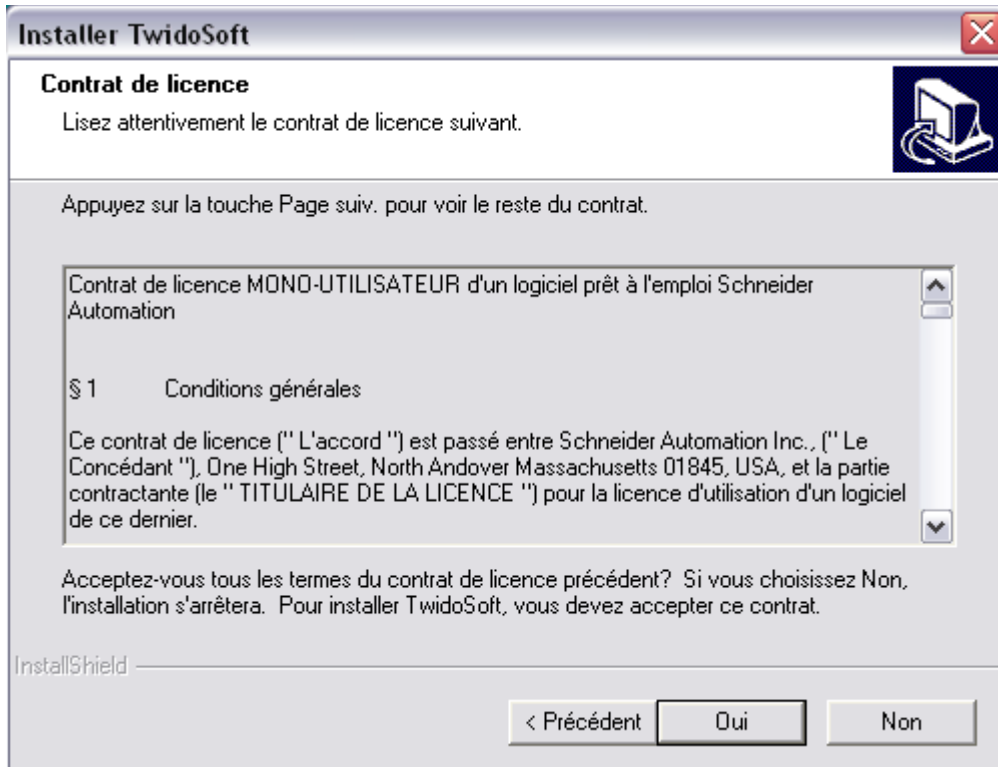 Installer TwidoSoft
Contrat de licence
Lisez attentivement le contrat de licence suivant.
Appuyez sur la touche Page suiv. pour voir le reste du contrat.
Contrat de licence MONO-UTILISATEUR d'un logiciel prêt à l'emploi Schneider
Automation
§ 1 Conditions générales
Ce contrat de licence (" L'accord ") est passé entre Schneider Automation Inc., (" Le
Concédant "), One High Street, North Andover Massachusetts 01845, USA, et la partie
contractante (le " TITULAIRE DE LA LICENCE ") pour la licence d'utilisation d'un logiciel
de ce dernier.
Acceptez-vous tous les termes du contrat de licence précédent? Si vous choisissez Non,
l'installation s'arrêtera. Pour installer TwidoSoft, vous devez accepter ce contrat.
InstallShield
< Précédent Oui Non